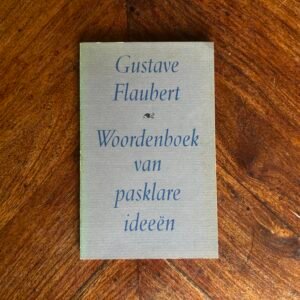 Gustave
Flaubert
Woordenboek
van
pasklare
ideeën